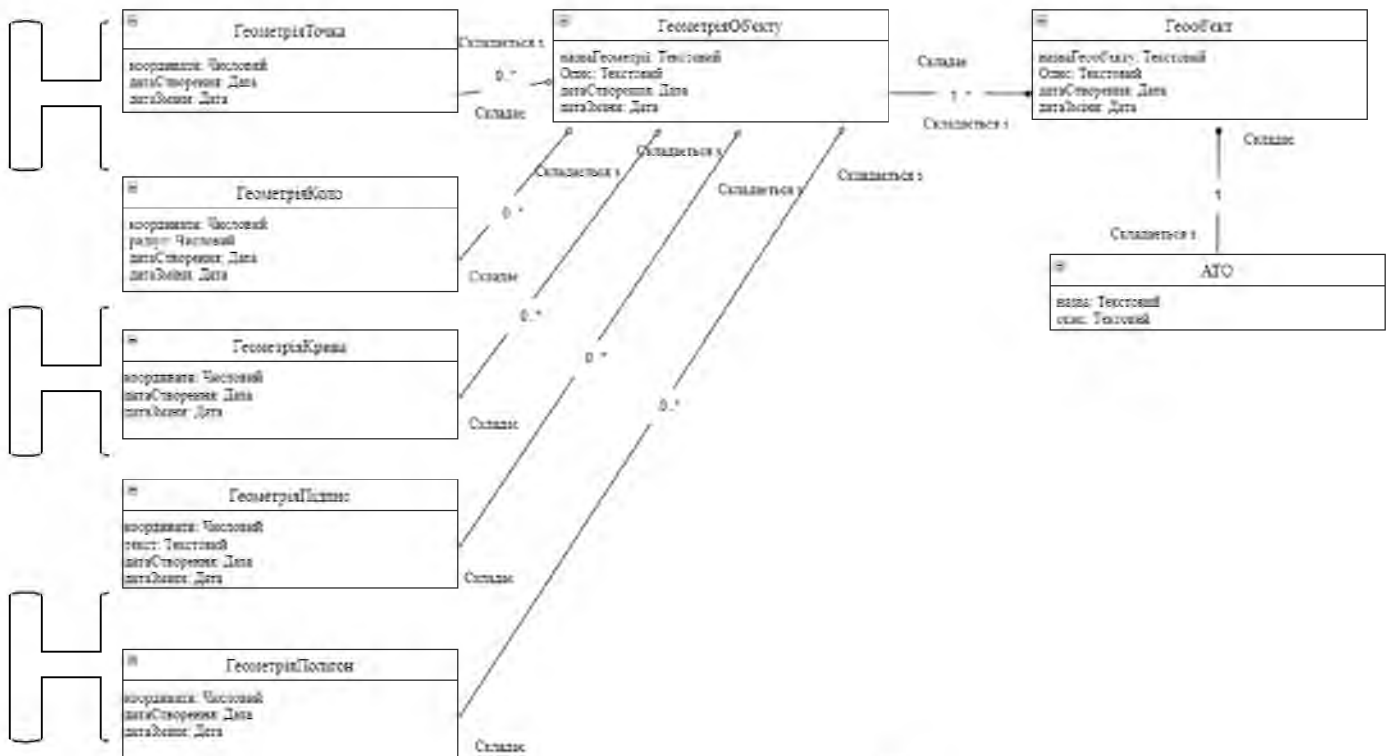 ГеометріяТочка
координати: Числовий
датаСтворення: Дата
датаЗміни: Дата
Складається з
0..*
Складає
ГеометріяОб'єкту
назваГеометрії: Текстовий
Опис: Текстовий
датаСтворення: Дата
датаЗміни: Дата
Складає
1..*
Складається з
Геооб'єкт
назваГеооб'єкту: Текстовий
Опис: Текстовий
датаСтворення: Дата
датаЗміни: Дата
Складає
1
Складається з
АТО
назва: Текстовий
опис: Текстовий
ГеометріяКоло
координати: Числовий
радіус: Числовий
датаСтворення: Дата
датаЗміни: Дата
Складається з
0..*
Складає
ГеометріяКрива
координати: Числовий
датаСтворення: Дата
датаЗміни: Дата
Складається з
0..*
Складає
ГеометріяПідпис
координати: Числовий
текст: Текстовий
датаСтворення: Дата
датаЗміни: Дата
Складається з
0..*
Складає
ГеометріяПолігон
координати: Числовий
датаСтворення: Дата
датаЗміни: Дата
Складається з
0..*
Складає